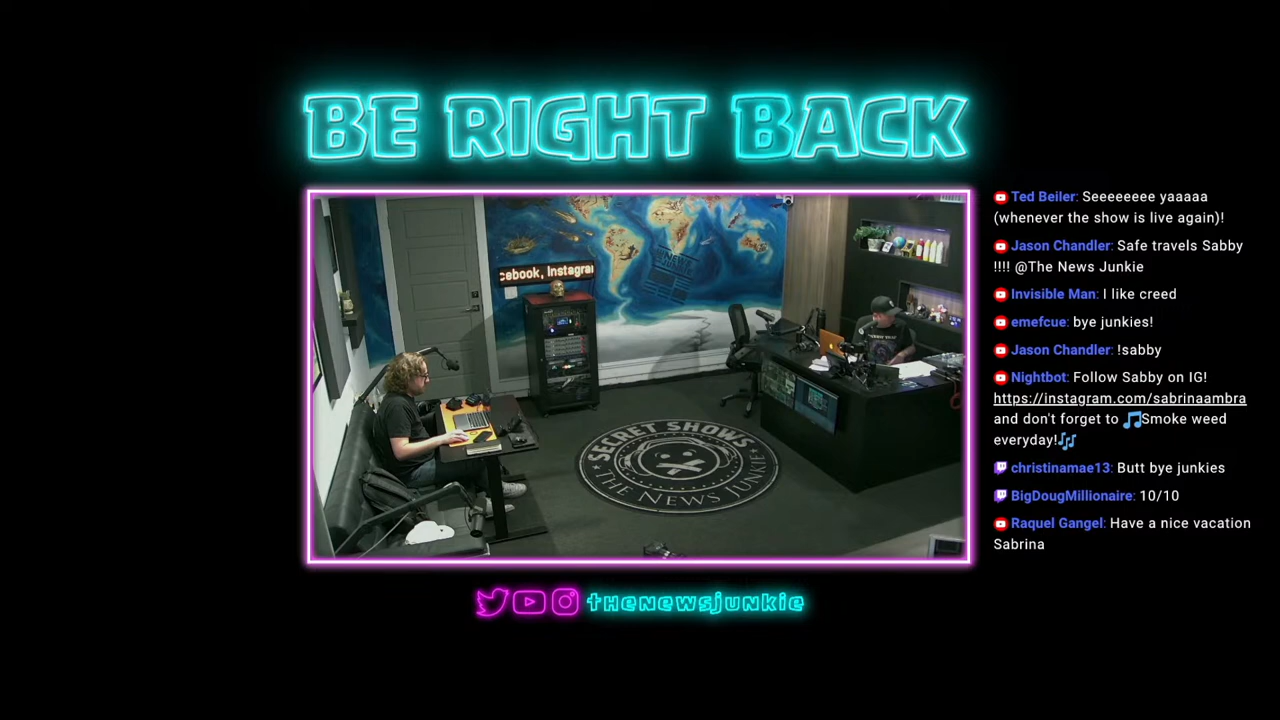 BE RIGHT BACK
cebook, Instagram
SECRET SHOWS
THE NEWS JUNKIE
thenewsjunkie
Ted Beiler: Seeeeeeee yaaaaa
(whenever the show is live again)!
Jason Chandler: Safe travels Sabby
!!!! @The News Junkie
Invisible Man: I like creed
emefcue: bye junkies!
Jason Chandler: !sabby
Nightbot: Follow Sabby on IG!
https://instagram.com/sabrinaambra
and don't forget to 🎵Smoke weed
everyday!🎶
christinamae13: Butt bye junkies
BigDougMillionaire: 10/10
Raquel Gangel: Have a nice vacation
Sabrina